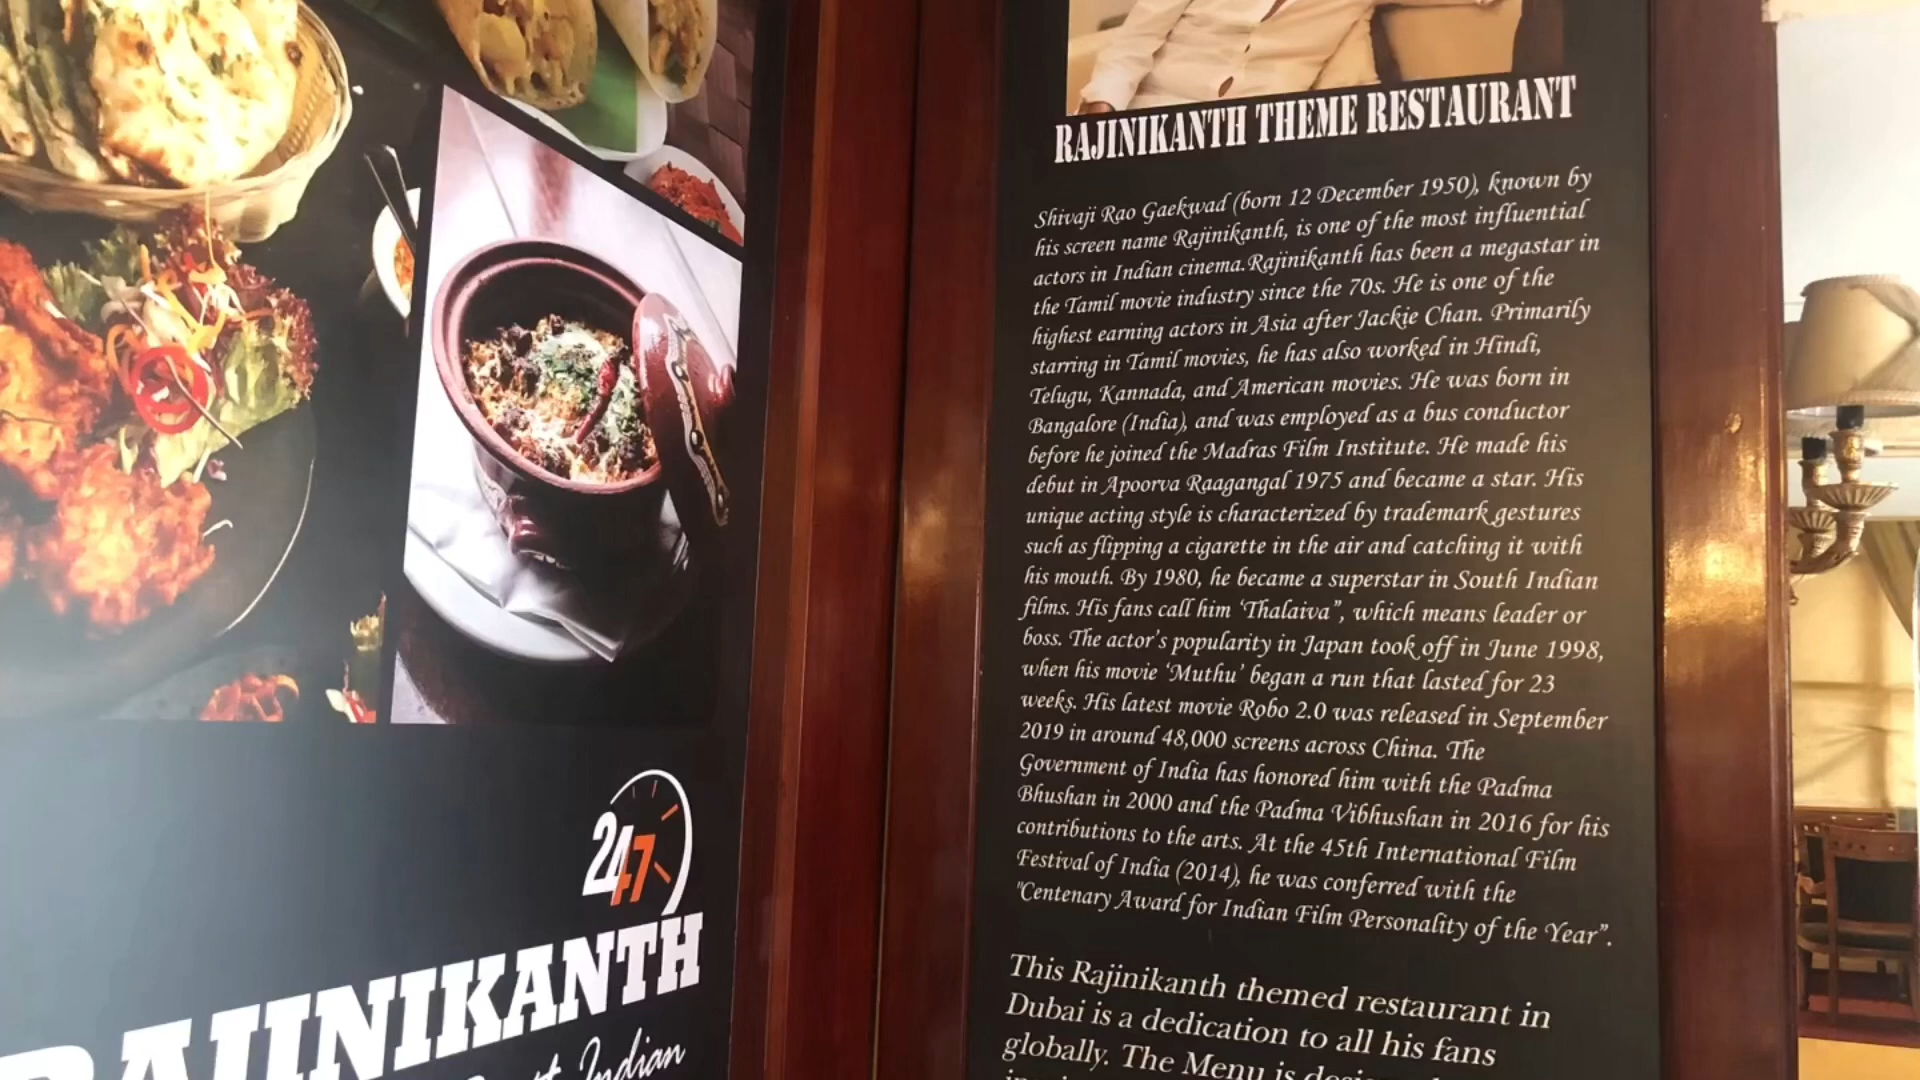 24
7
RAJINIKANTH
Indian
RAJINIKANTH THEME RESTAURANT
Shivaji Rao Gaekwad (born 12 December 1950), known by
his screen name Rajinikanth, is one of the most influential
actors in Indian cinema.Rajinikanth has been a megastar in
the Tamil movie industry since the 70s. He is one of the
highest earning actors in Asia after Jackie Chan. Primarily
starring in Tamil movies, he has also worked in Hindi,
Telugu, Kannada, and American movies. He was born in
Bangalore (India), and was employed as a bus conductor
before he joined the Madras Film Institute. He made his
debut in Apoorva Raagangal 1975 and became a star. His
unique acting style is characterized by trademark gestures
such as flipping a cigarette in the air and catching it with
his mouth. By 1980, he became a superstar in South Indian
films. His fans call him ‘Thalaiva”, which means leader or
boss. The actor’s popularity in Japan took off in June 1998,
when his movie ‘Muthu’ began a run that lasted for 23
weeks. His latest movie Robo 2.0 was released in September
2019 in around 48,000 screens across China. The
Government of India has honored him with the Padma
Bhushan in 2000 and the Padma Vibhushan in 2016 for his
contributions to the arts. At the 45th International Film
Festival of India (2014), he was conferred with the
"Centenary Award for Indian Film Personality of the Year”.
This Rajinikanth themed restaurant in
Dubai is a dedication to all his fans
globally. The Menu is